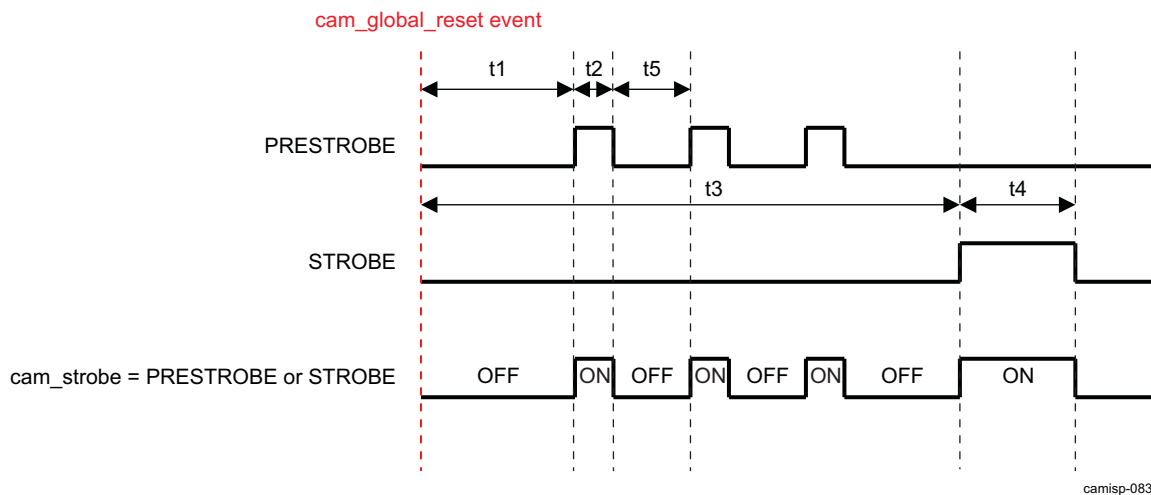 cam_global_reset event
t1 t2 t5
PRESTROBE
t3 t4
STROBE
cam_strobe = PRESTROBE or STROBE OFF ON OFF ON OFF ON OFF ON
camisp-083